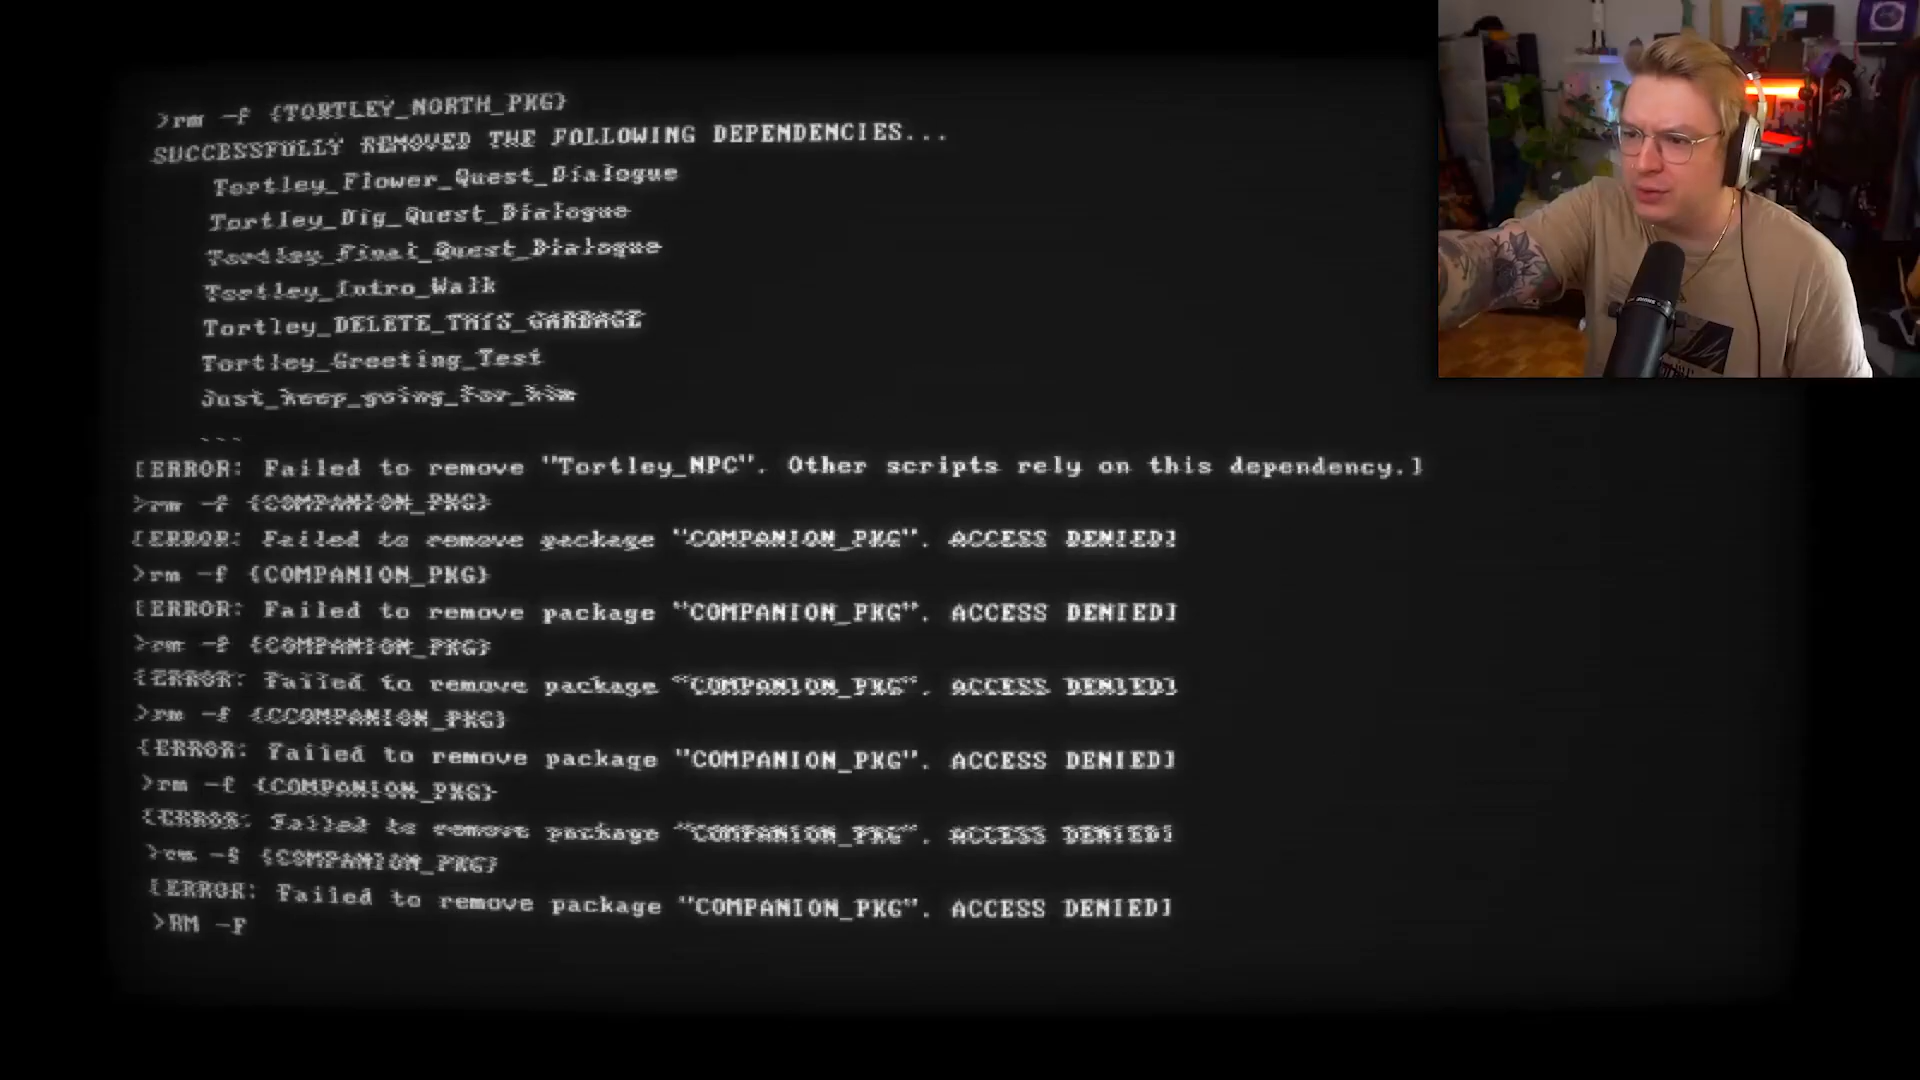 >rm -f {TORTLEY_NORTH_PKG}
SUCCESSFULLY REMOVED THE FOLLOWING DEPENDENCIES...
Tortley_Flower_Quest_Dialogue
Tortley_Dig_Quest_Dialogue
Tortley_Final_Quest_Dialogue
Tortley_Intro_Walk
Tortley_DELETE_THIS_GARBAGE
Tortley_Greeting_Test
Just_keep_going_for_him
...
[ERROR: Failed to remove "Tortley_NPC". Other scripts rely on this dependency.]
>rm -f {COMPANION_PKG}
[ERROR: Failed to remove package "COMPANION_PKG". ACCESS DENIED]
>rm -f {COMPANION_PKG}
[ERROR: Failed to remove package "COMPANION_PKG". ACCESS DENIED]
>rm -f {COMPANION_PKG}
[ERROR: Failed to remove package "COMPANION_PKG". ACCESS DENIED]
>rm -f {CCOMPANION_PKG}
[ERROR: Failed to remove package "COMPANION_PKG". ACCESS DENIED]
>rm -f {COMPANION_PKG}
[ERROR: Failed to remove package "COMPANION_PKG". ACCESS DENIED]
>rm -f {COMPANION_PKG}
[ERROR: Failed to remove package "COMPANION_PKG". ACCESS DENIED]
>RM -F